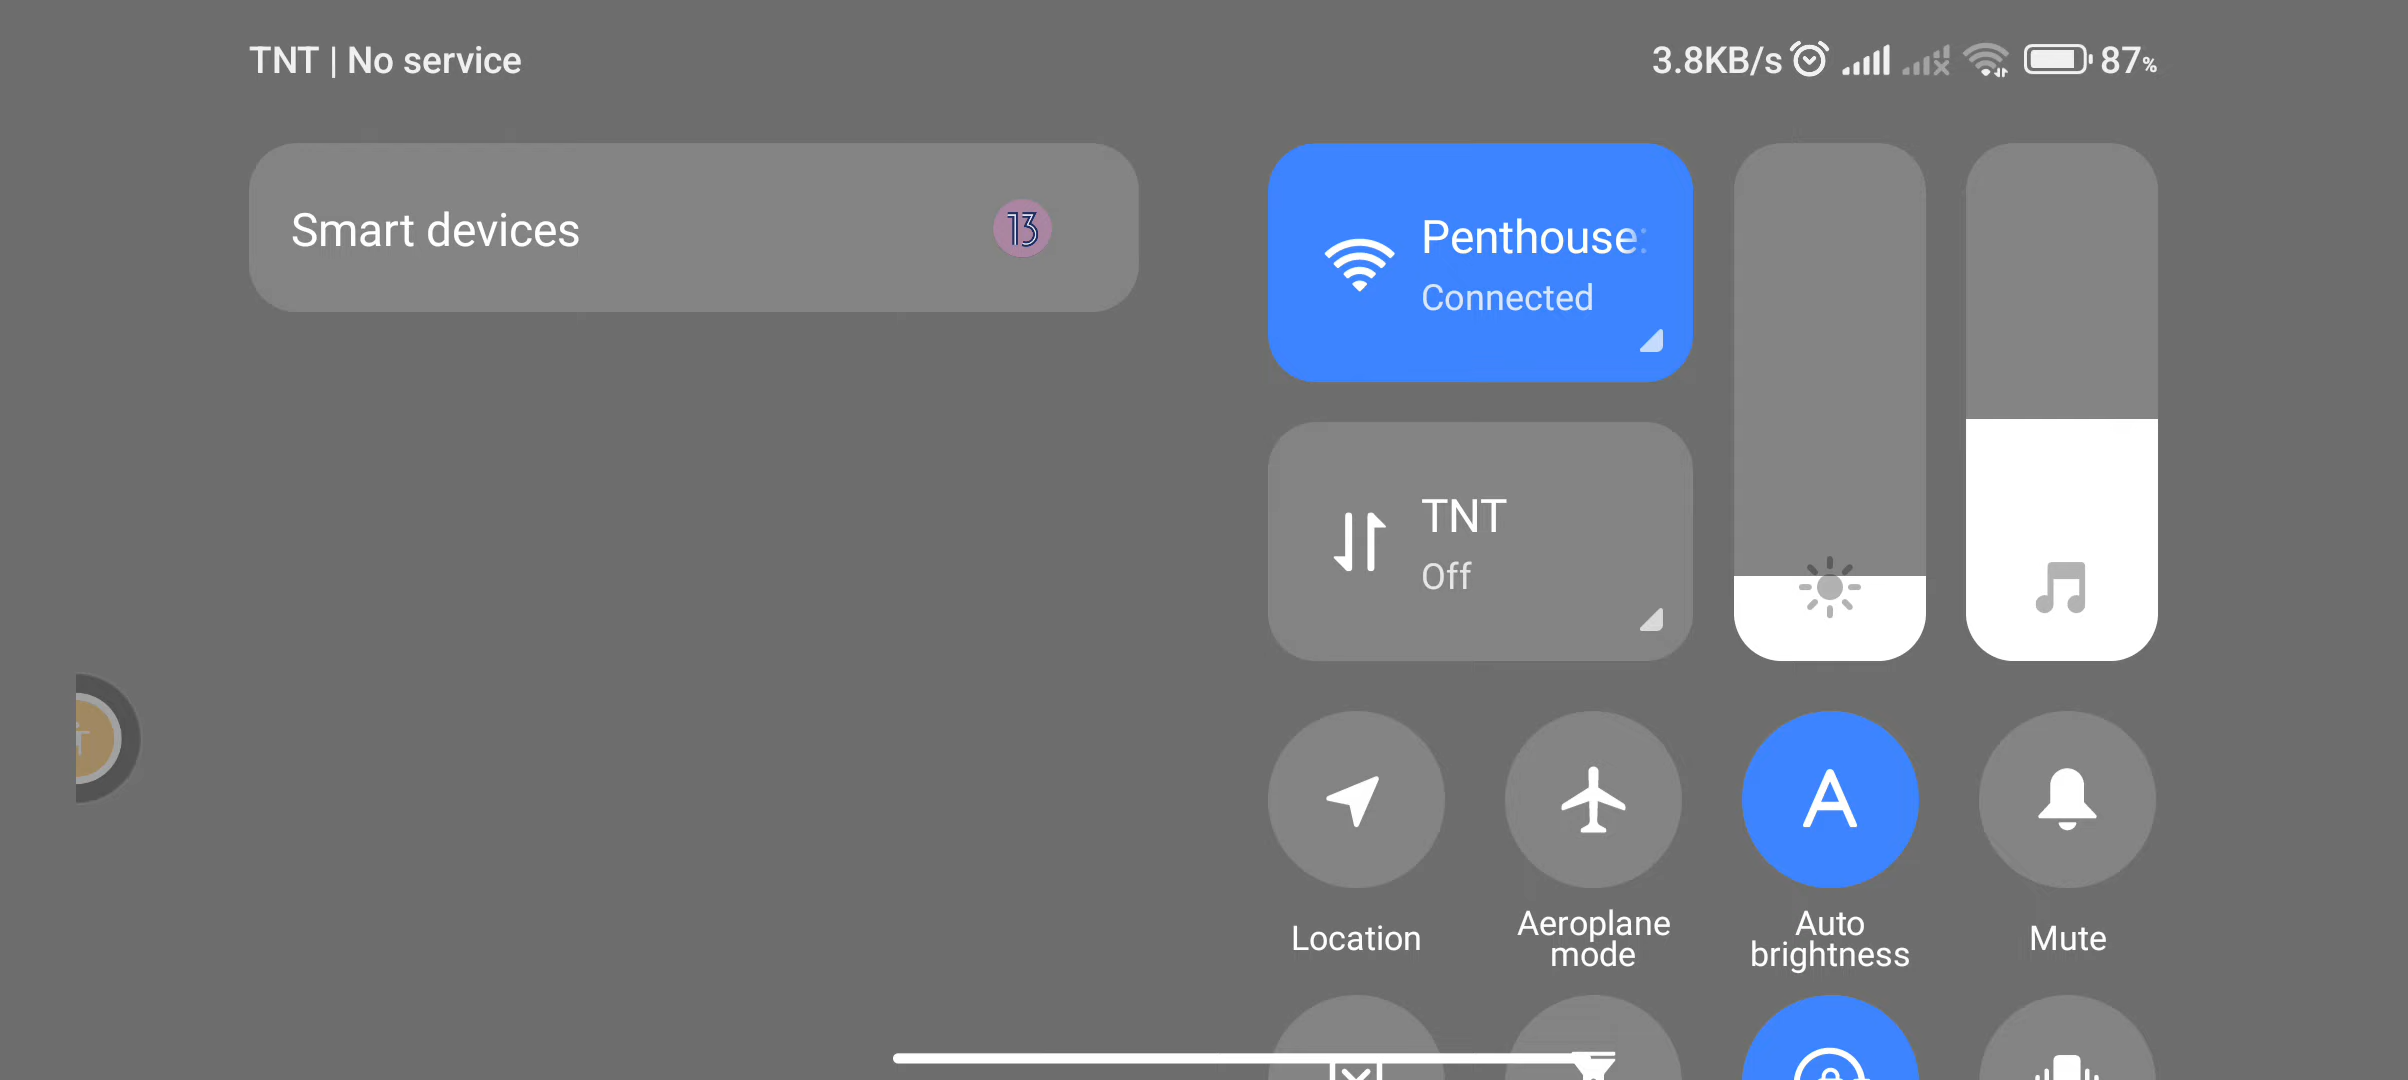 TNT | No service
3.8KB/s
87%
Smart devices
13
Penthouse:
Connected
TNT
Off
Location
Aeroplane
mode
Auto
brightness
Mute